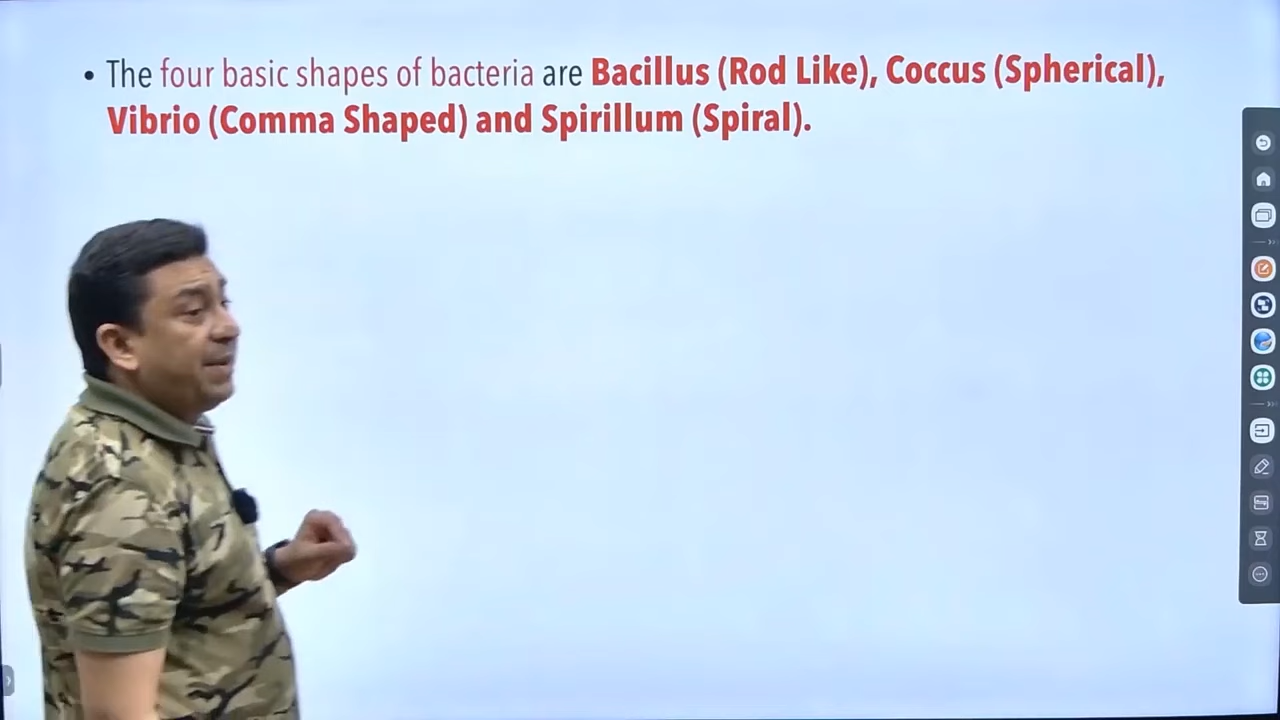 • The four basic shapes of bacteria are Bacillus (Rod Like), Coccus (Spherical),
Vibrio (Comma Shaped) and Spirillum (Spiral).